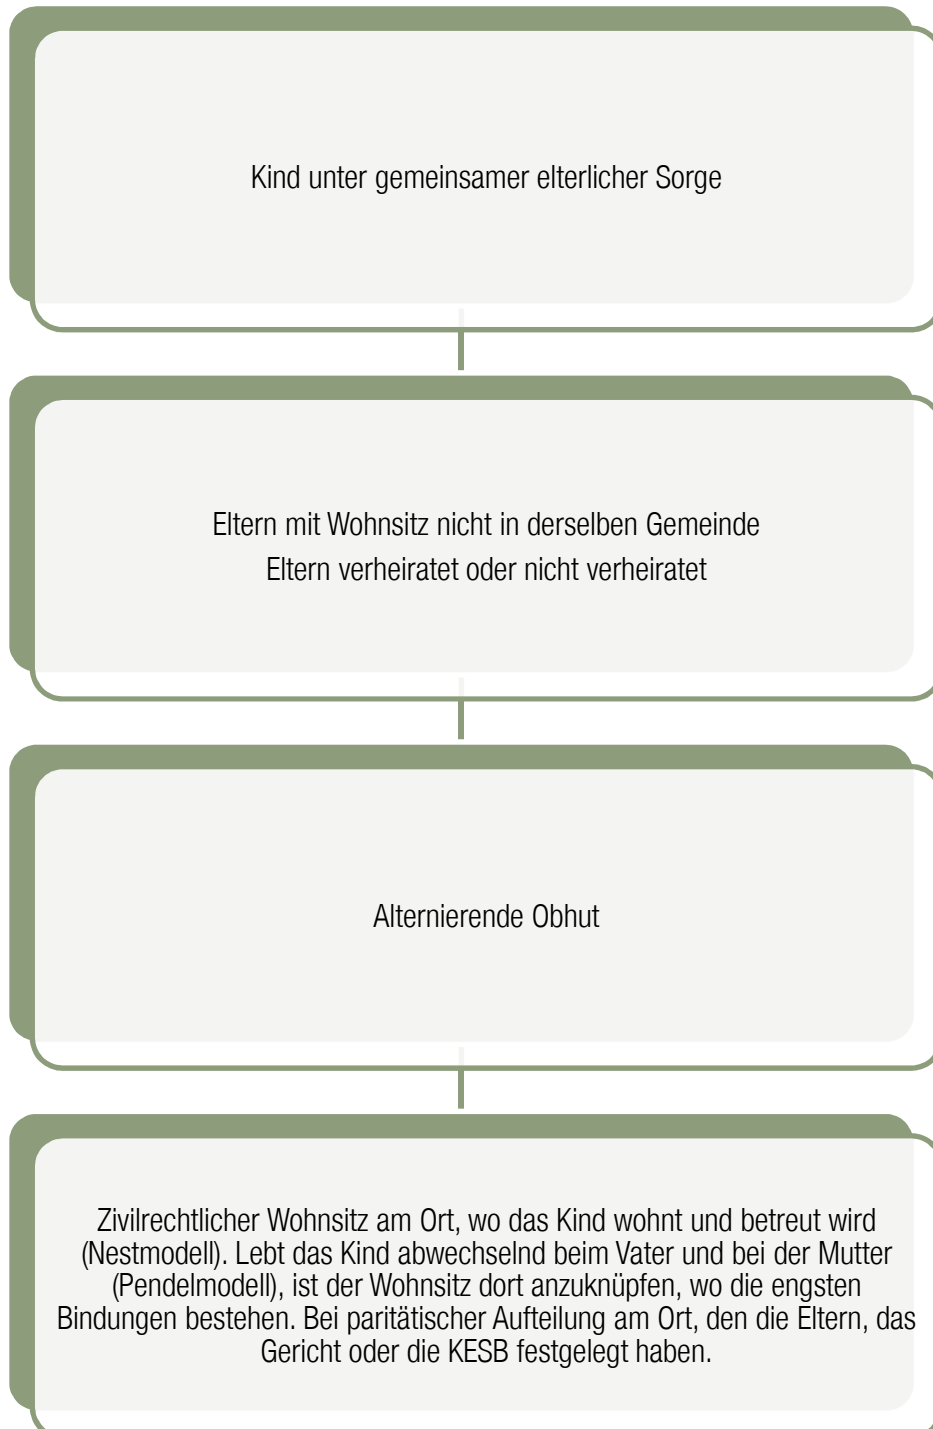 Kind unter gemeinsamer elterlicher Sorge
Eltern mit Wohnsitz nicht in derselben Gemeinde
Eltern verheiratet oder nicht verheiratet
Alternierende Obhut
Zivilrechtlicher Wohnsitz am Ort, wo das Kind wohnt und betreut wird
(Nestmodell). Lebt das Kind abwechselnd beim Vater und bei der Mutter
(Pendelmodell), ist der Wohnsitz dort anzuknüpfen, wo die engsten
Bindungen bestehen. Bei paritätischer Aufteilung am Ort, den die Eltern, das
Gericht oder die KESB festgelegt haben.